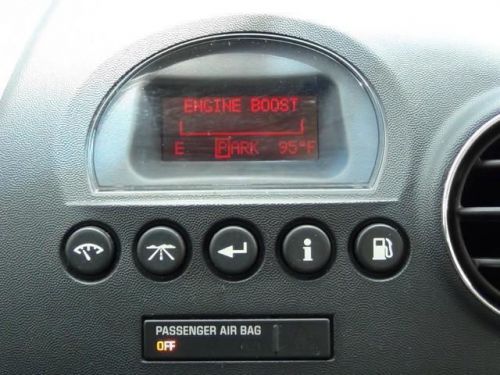 ENGINE BOOST
E PARK 95°F
i
PASSENGER AIR BAG
OFF